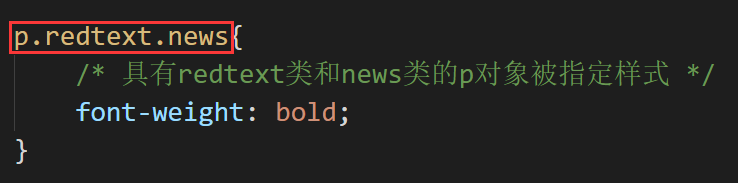 p.redtext.news{
/* 具有redtext类和news类的p对象被指定样式 */
font-weight: bold;
}